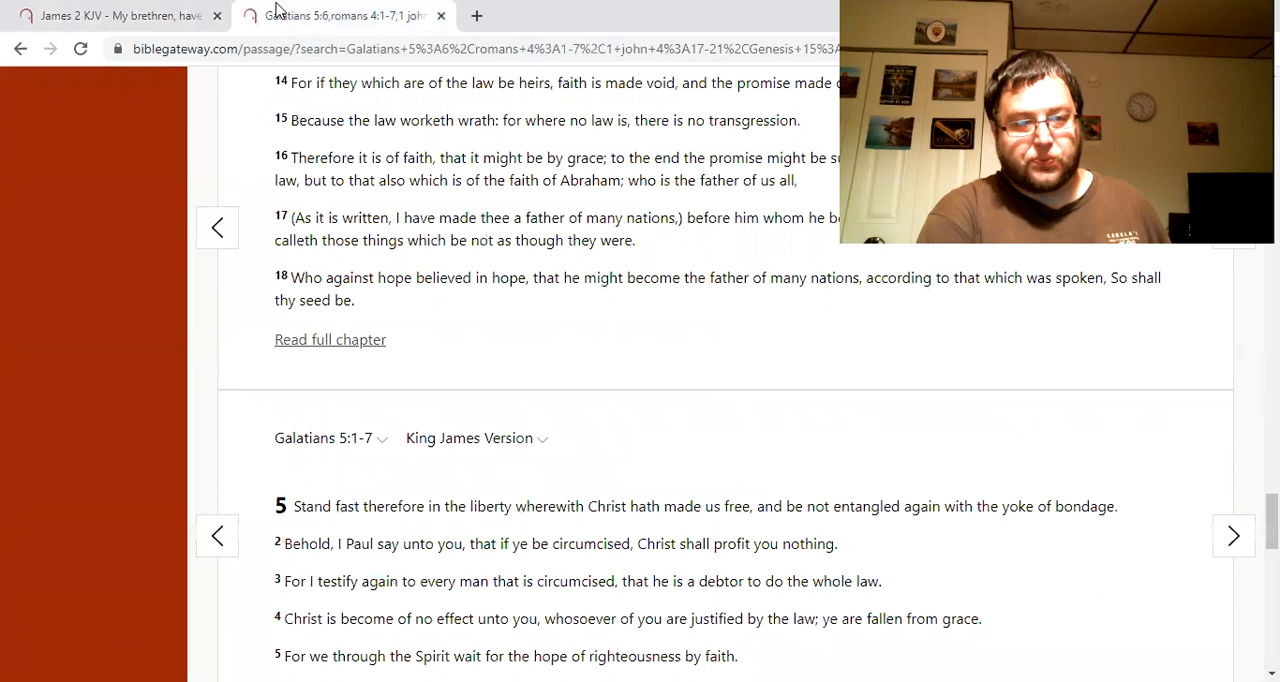 James 2 KJV - My brethren, have
Galatians 5:6,romans 4:1-7,1 joh
biblegateway.com/passage/?search=Galatians+5%3A6%2Cromans+4%3A1-7%2C1+john+4%3A17-21%2CGenesis+15%3A
14 For if they which are of the law be heirs, faith is made void, and the promise made
15 Because the law worketh wrath: for where no law is, there is no transgression.
16 Therefore it is of faith, that it might be by grace; to the end the promise might be
law, but to that also which is of the faith of Abraham; who is the father of us all,
17 (As it is written, I have made thee a father of many nations,) before him whom he
calleth those things which be not as though they were.
18 Who against hope believed in hope, that he might become the father of many nations, according to that which was spoken, So shall
thy seed be.
Read full chapter
Galatians 5:1-7 King James Version
5 Stand fast therefore in the liberty wherewith Christ hath made us free, and be not entangled again with the yoke of bondage.
2 Behold, I Paul say unto you, that if ye be circumcised, Christ shall profit you nothing.
3 For I testify again to every man that is circumcised, that he is a debtor to do the whole law.
4 Christ is become of no effect unto you, whosoever of you are justified by the law; ye are fallen from grace.
5 For we through the Spirit wait for the hope of righteousness by faith.